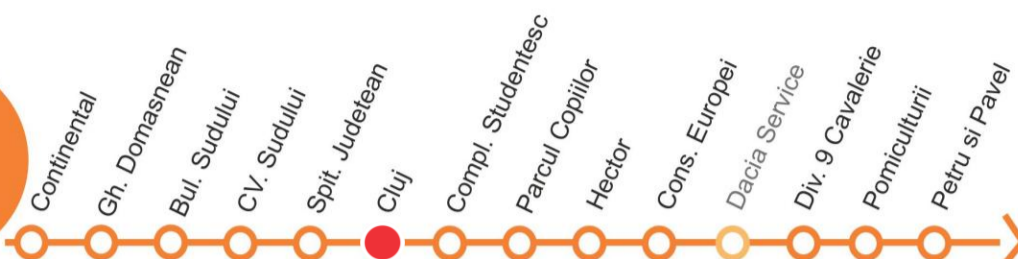 Continental
Gh. Domasnean
Bul. Sudului
CV. Sudului
Spit. Judetean
Cluj
Compl. Studentesc
Parcul Copiilor
Hector
Cons. Europei
Dacia Service
Div. 9 Cavalerie
Pomiculturii
Petru si Pavel